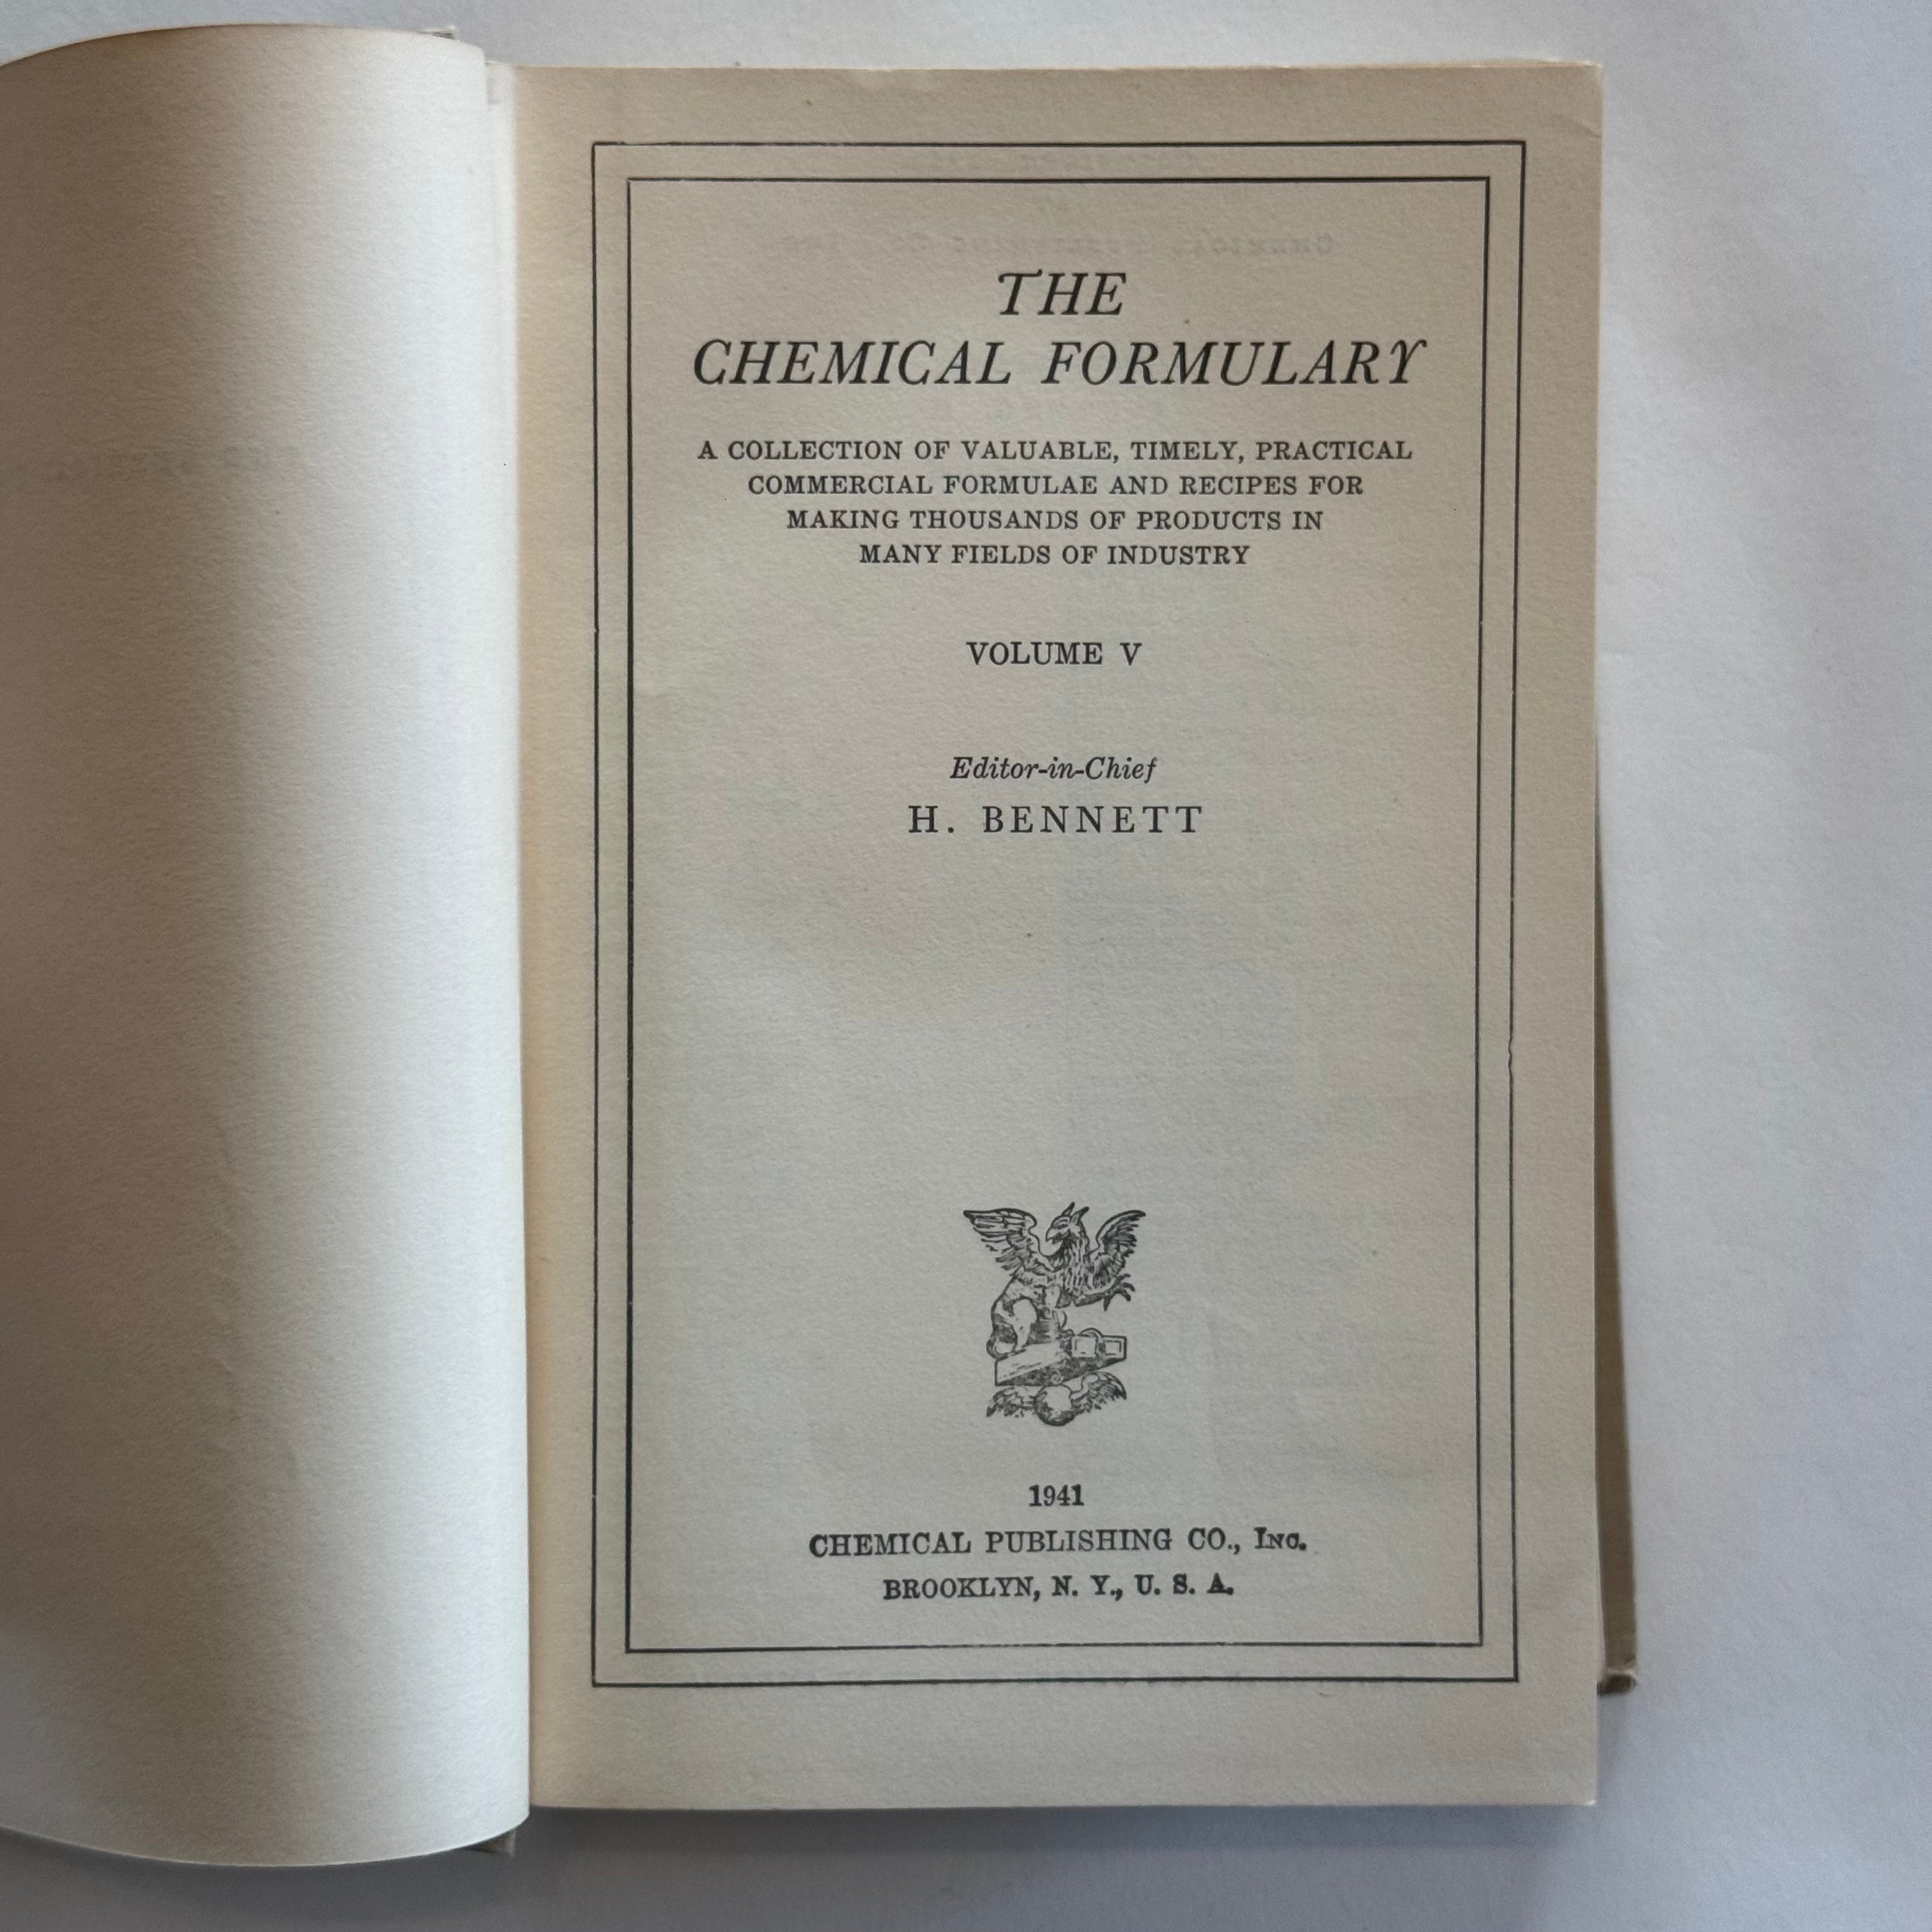 THE
CHEMICAL FORMULARY
A COLLECTION OF VALUABLE, TIMELY, PRACTICAL
COMMERCIAL FORMULAE AND RECIPES FOR
MAKING THOUSANDS OF PRODUCTS IN
MANY FIELDS OF INDUSTRY
VOLUME V
Editor-in-Chief
H. BENNETT
1941
CHEMICAL PUBLISHING CO., INC.
BROOKLYN, N. Y., U. S. A.